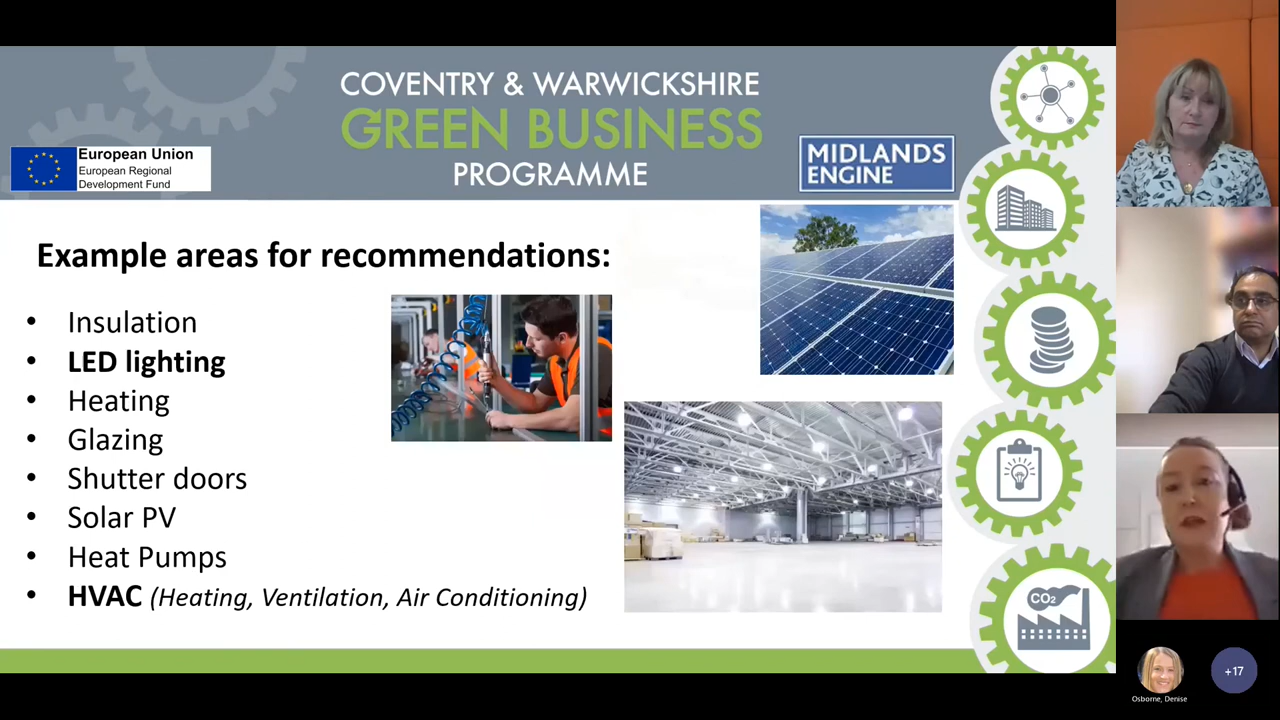 COVENTRY & WARWICKSHIRE
GREEN BUSINESS
PROGRAMME
European Union
European Regional
Development Fund
MIDLANDS
ENGINE
Example areas for recommendations:
• Insulation
• LED lighting
• Heating
• Glazing
• Shutter doors
• Solar PV
• Heat Pumps
• HVAC (Heating, Ventilation, Air Conditioning)
CO2
Osborne, Denise
+17